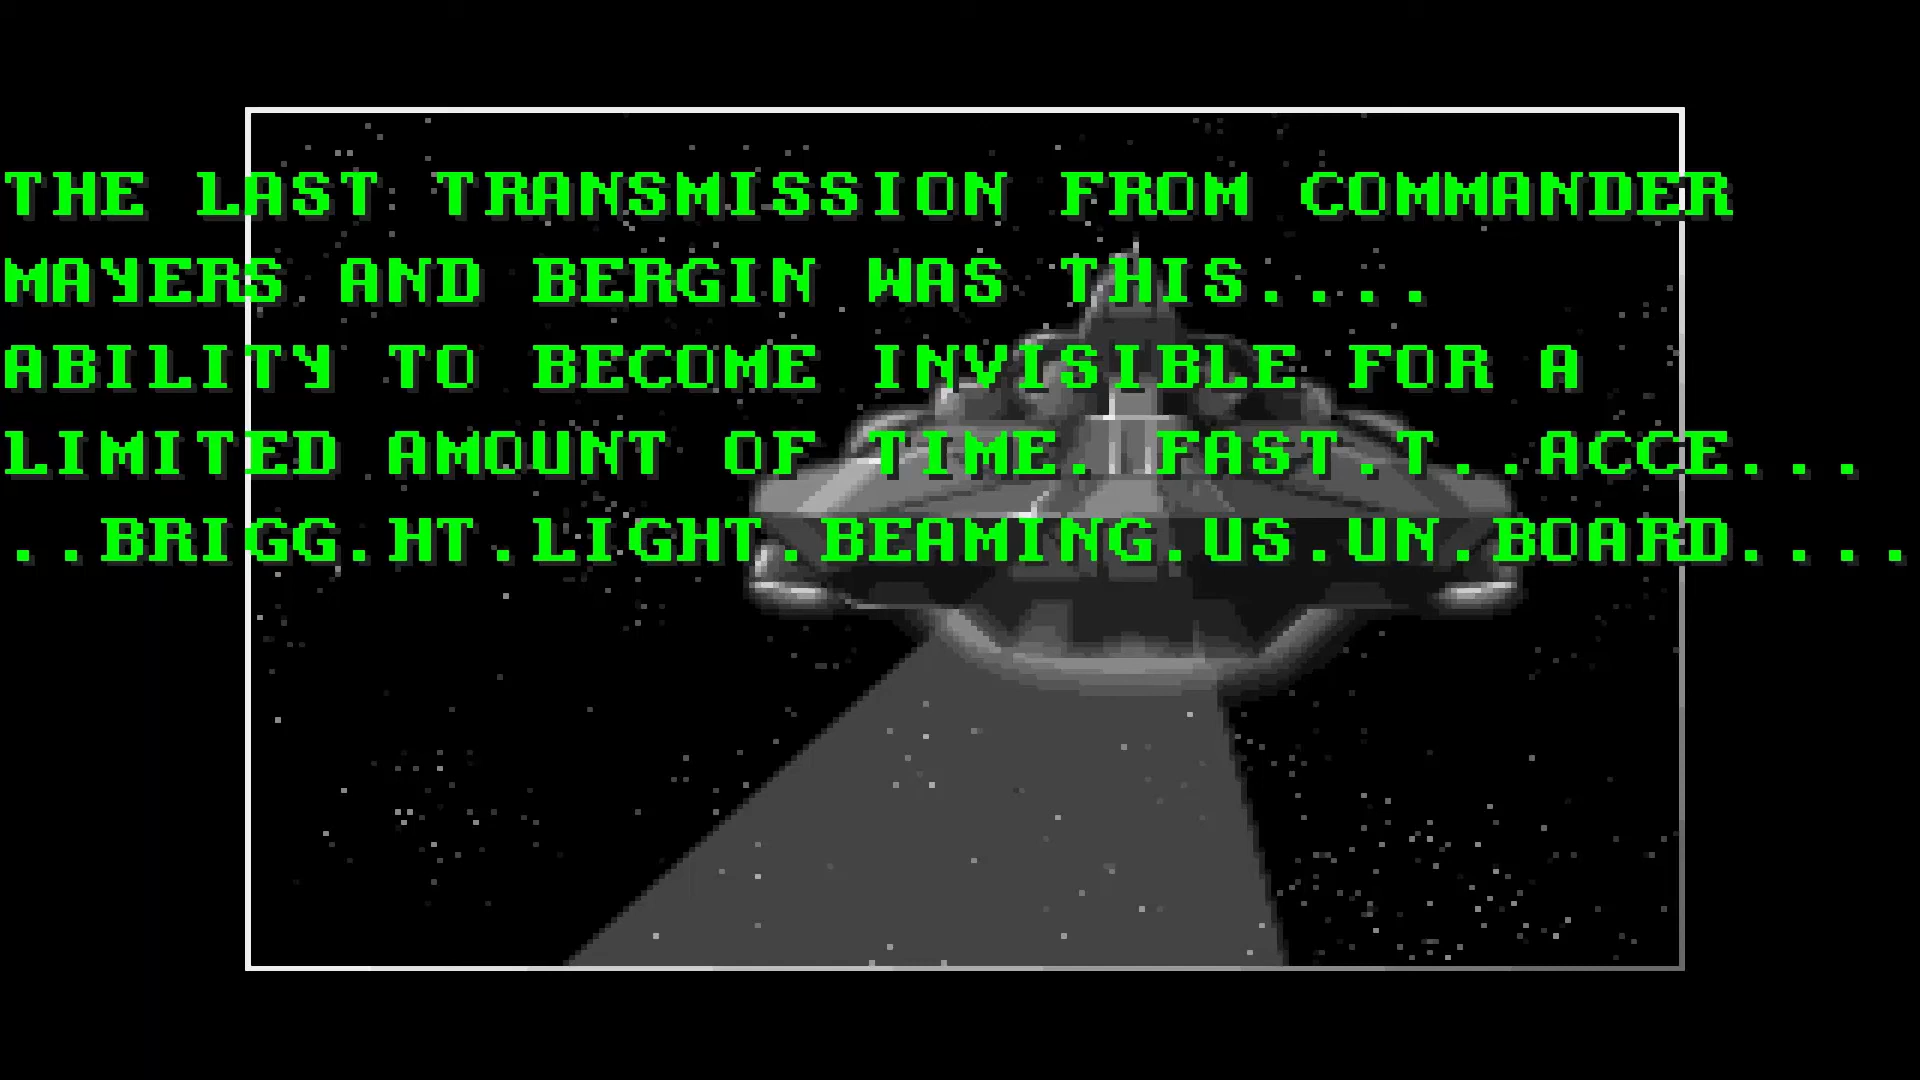 THE LAST TRANSMISSION FROM COMMANDER
MAYERS AND BERGIN WAS THIS....
ABILITY TO BECOME INVISIBLE FOR A
LIMITED AMOUNT OF TIME. FAST.T..ACCE...
..BRIGG.HT.LIGHT.BEAMING.US.UN.BOARD....